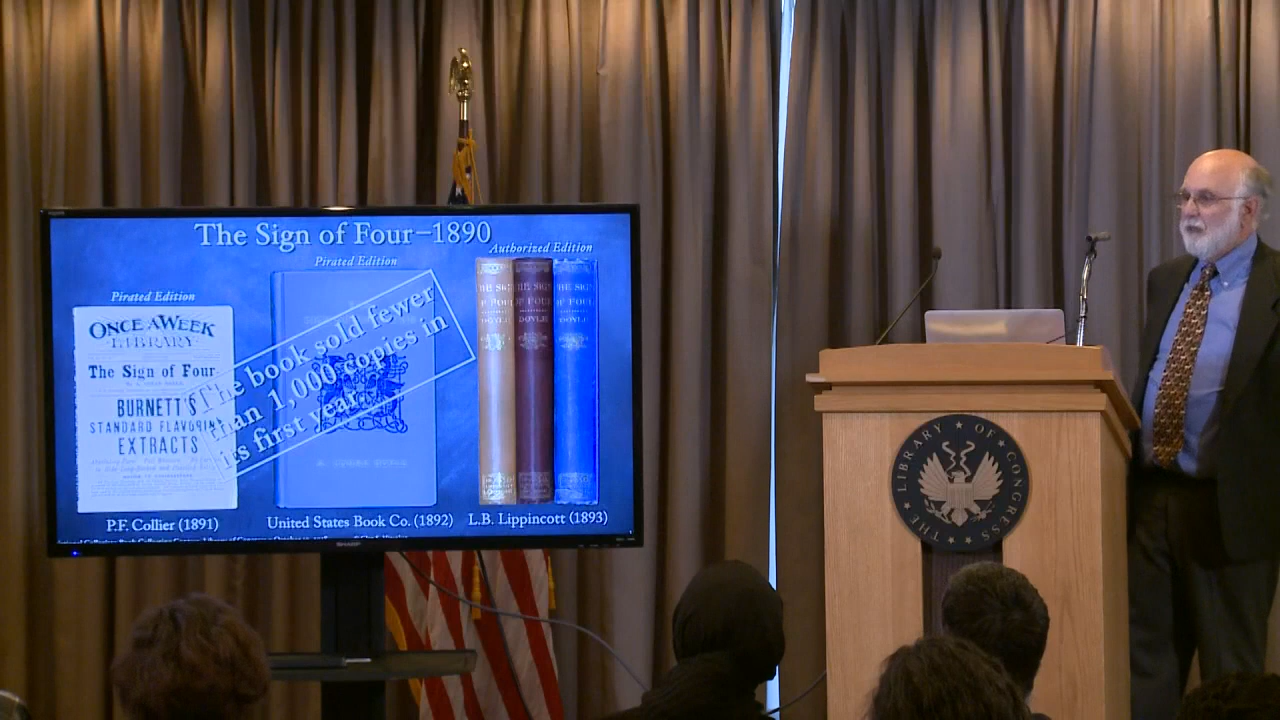 The Sign of Four–1890
Pirated Edition
Pirated Edition
Authorized Edition
ONCE A WEEK
LIBRARY
The Sign of Four
BURNETT'S
STANDARD FLAVORING
EXTRACTS
The book sold fewer
than 1,000 copies in
its first year.
THE SIGN
OF FOUR
DOYLE
THE SIGN
OF FOUR
DOYLE
THE SIGN
OF FOUR
DOYLE
P.F. Collier (1891)
United States Book Co. (1892)
L.B. Lippincott (1893)
SHARP
THE LIBRARY OF CONGRESS